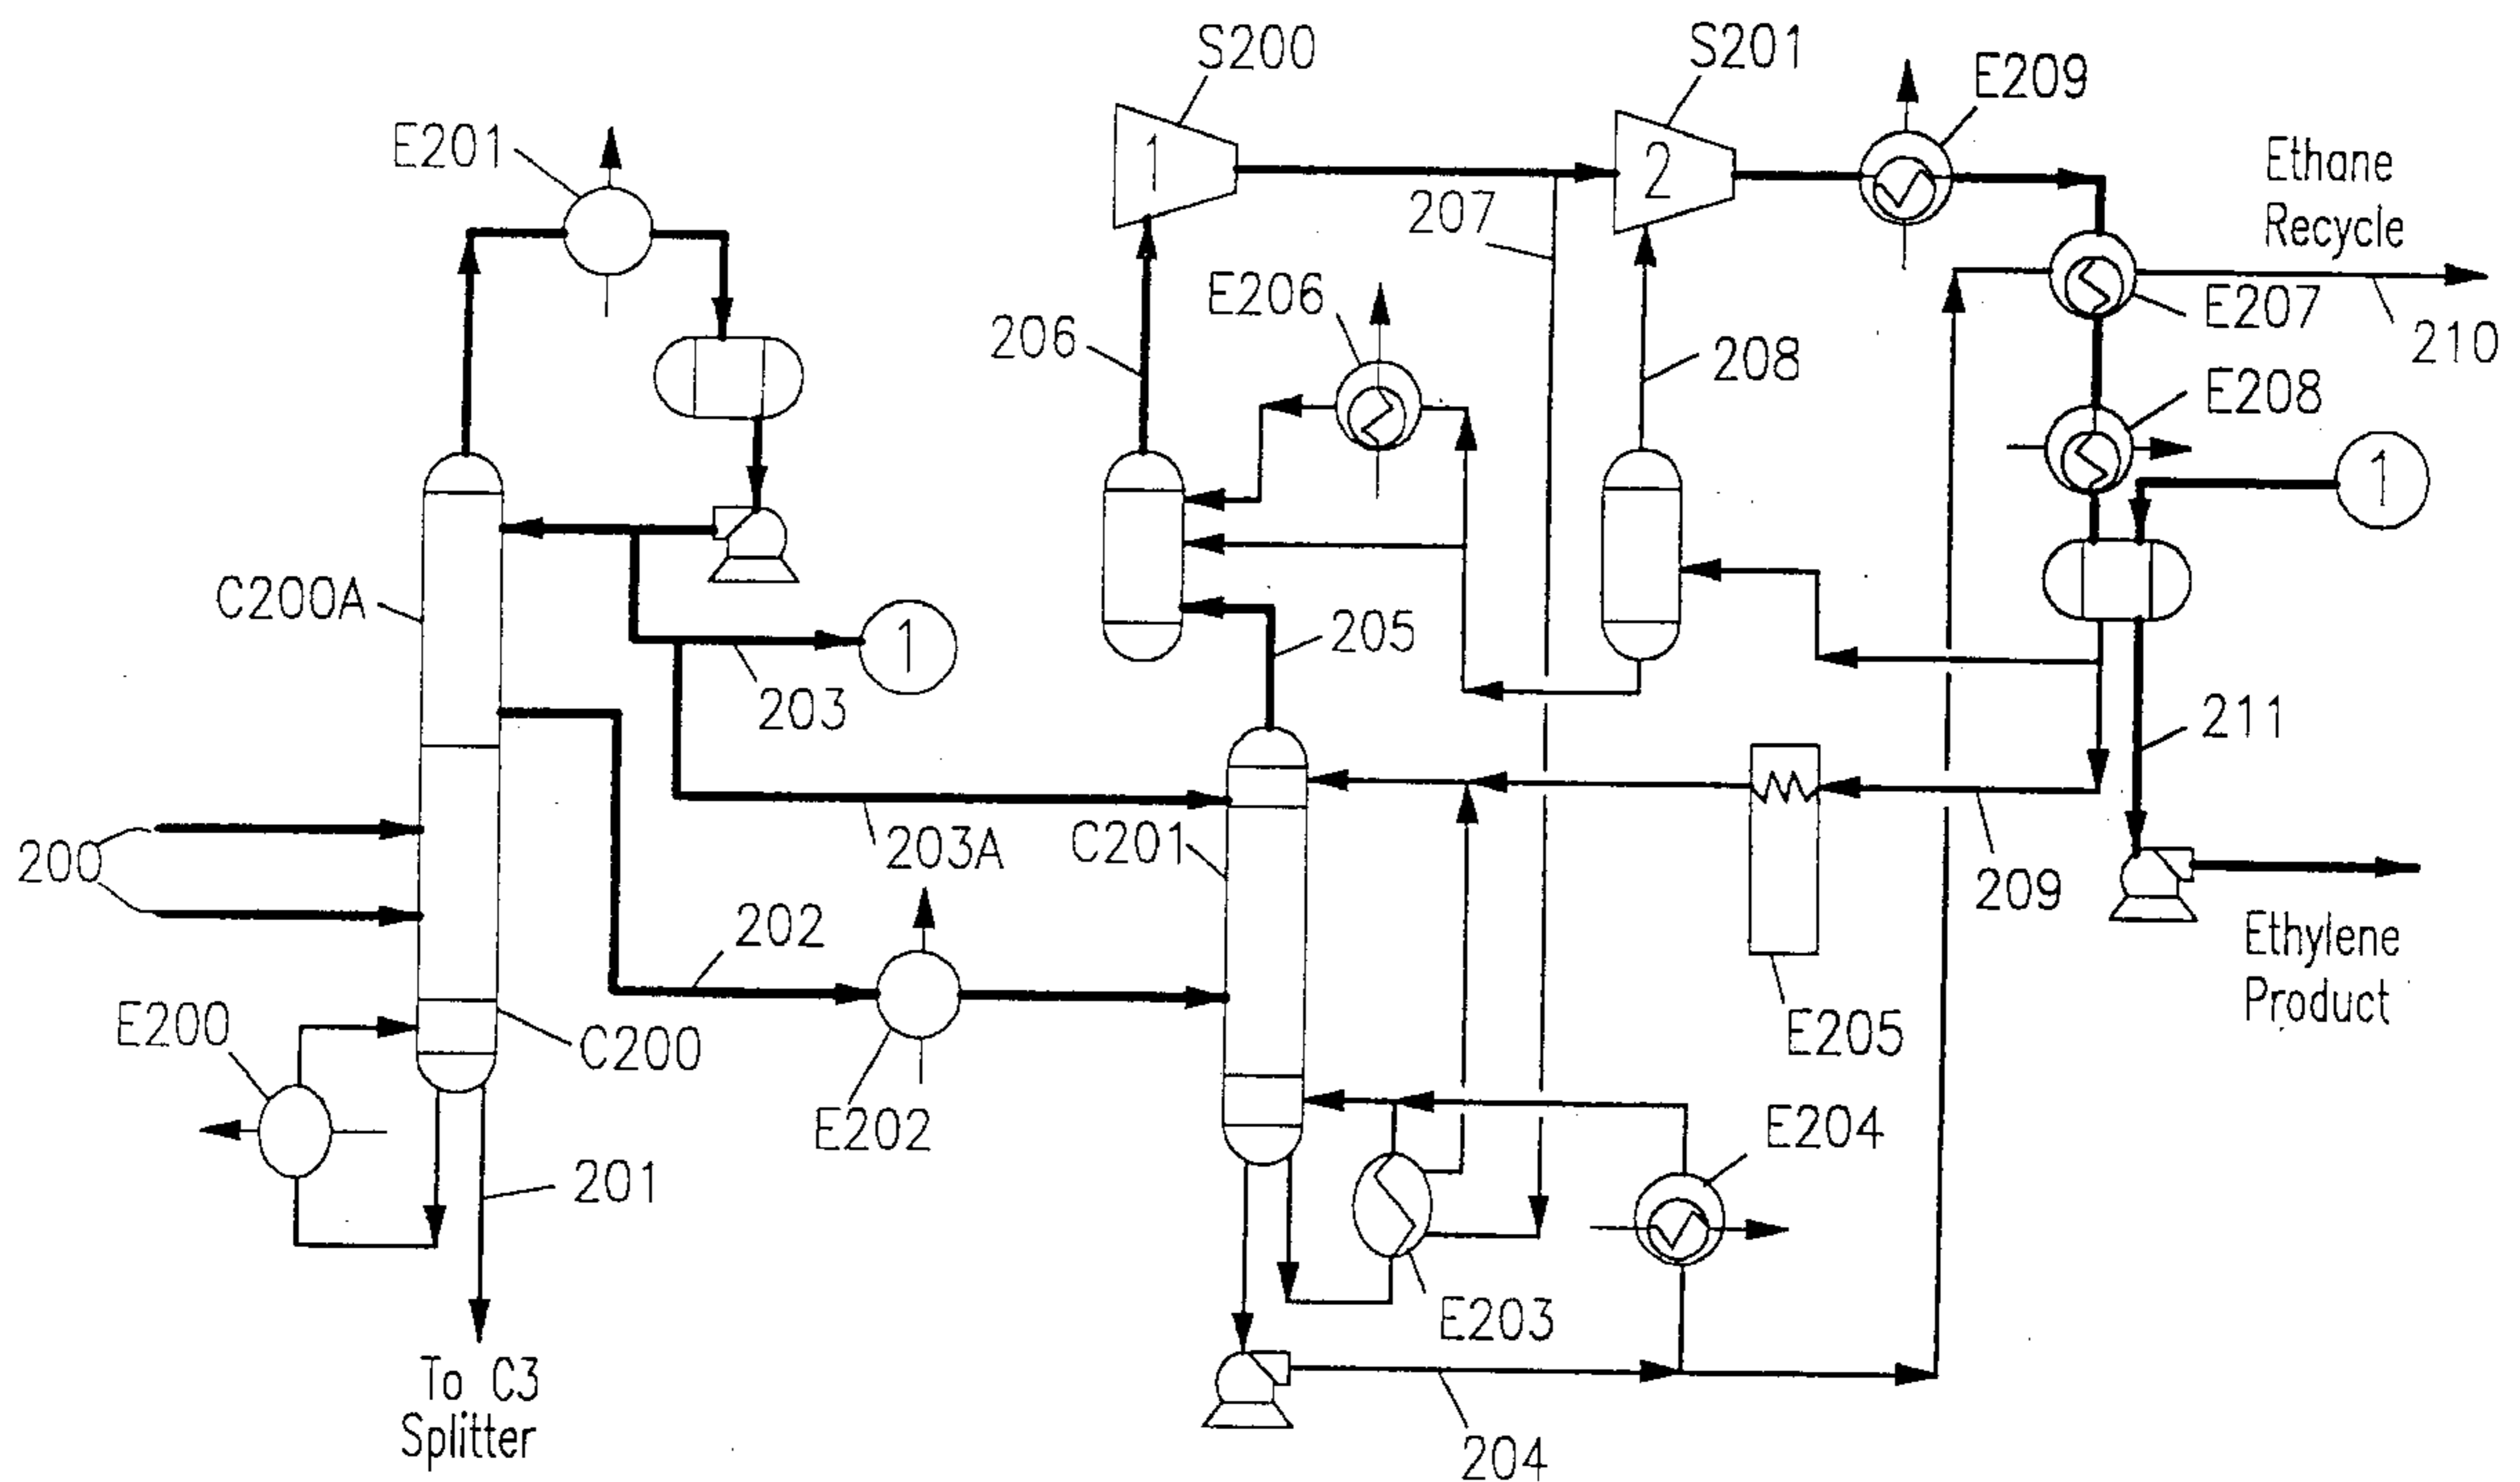 S200
S201
E209
E201
1
2
Ethane
Recycle
207
E206
E207
206
210
208
E208
1
C200A
1
205
203
211
C201
203A
200
209
202
Ethylene
Product
E200
E205
C200
E202
E204
201
E203
To C3
Splitter
204